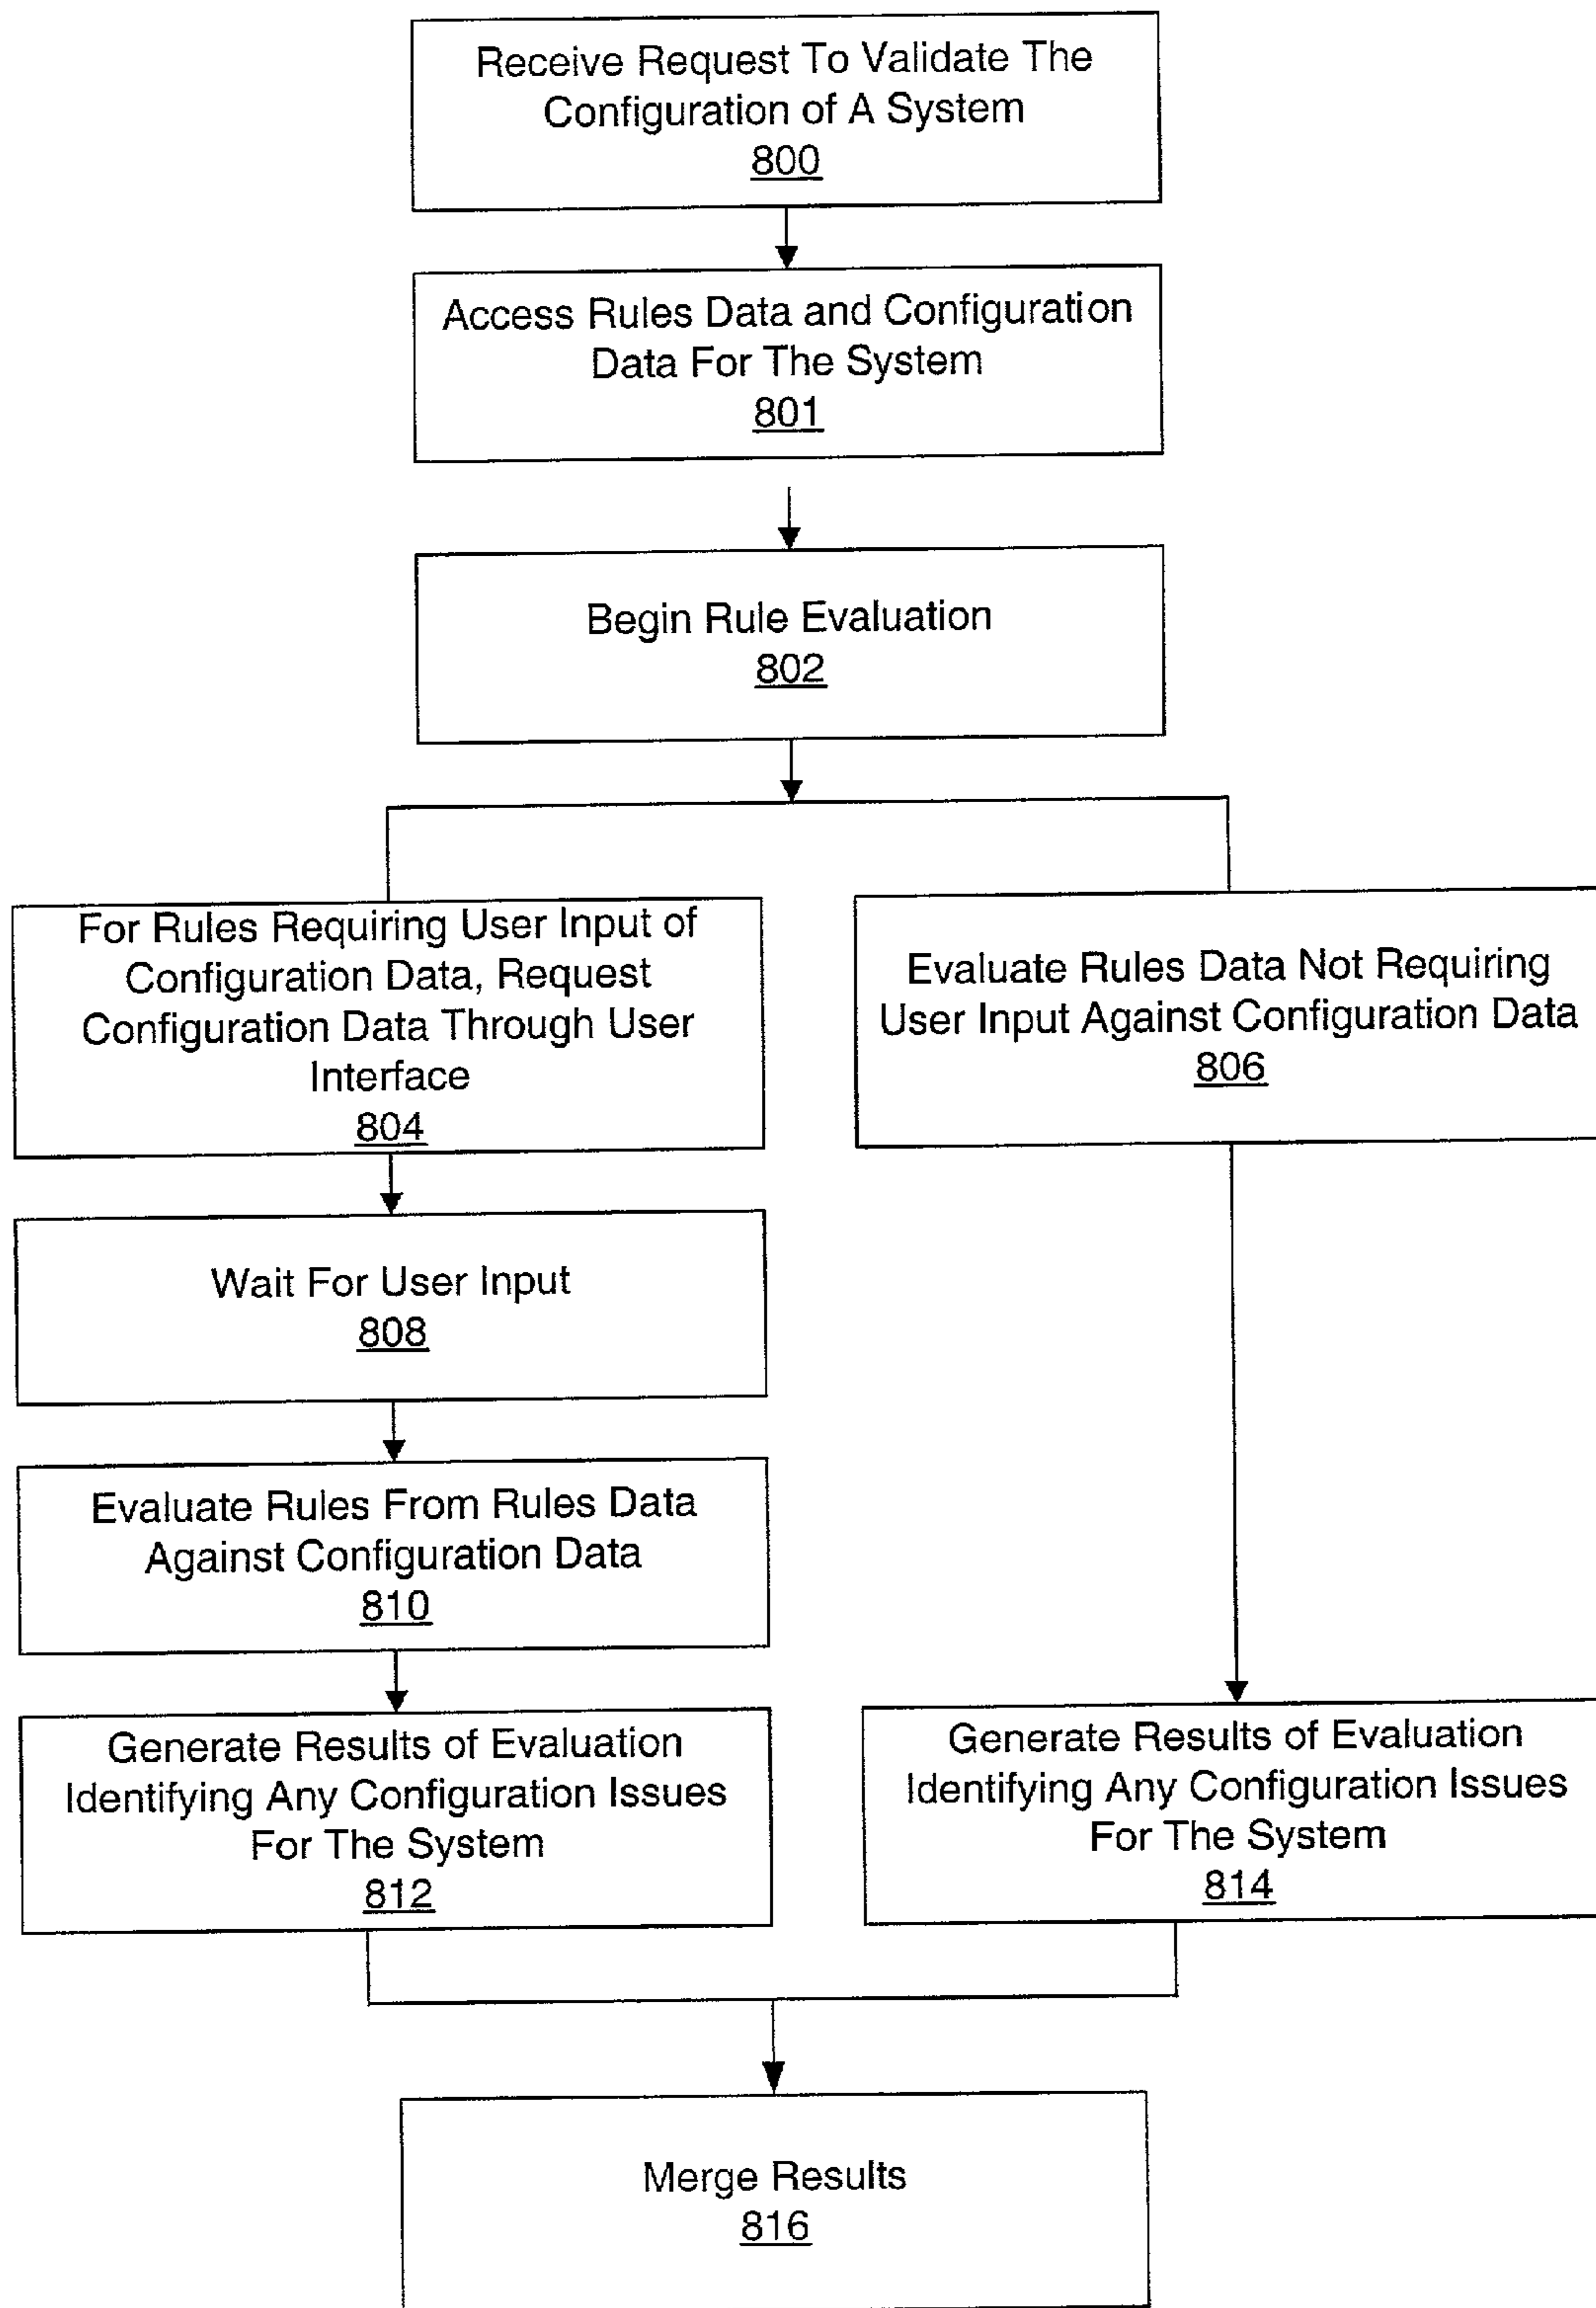 Receive Request To Validate The
Configuration of A System
800
Access Rules Data and Configuration
Data For The System
801
Begin Rule Evaluation
802
For Rules Requiring User Input of
Configuration Data, Request
Configuration Data Through User
Interface
804
Evaluate Rules Data Not Requiring
User Input Against Configuration Data
806
Wait For User Input
808
Evaluate Rules From Rules Data
Against Configuration Data
810
Generate Results of Evaluation
Identifying Any Configuration Issues
For The System
812
Generate Results of Evaluation
Identifying Any Configuration Issues
For The System
814
Merge Results
816